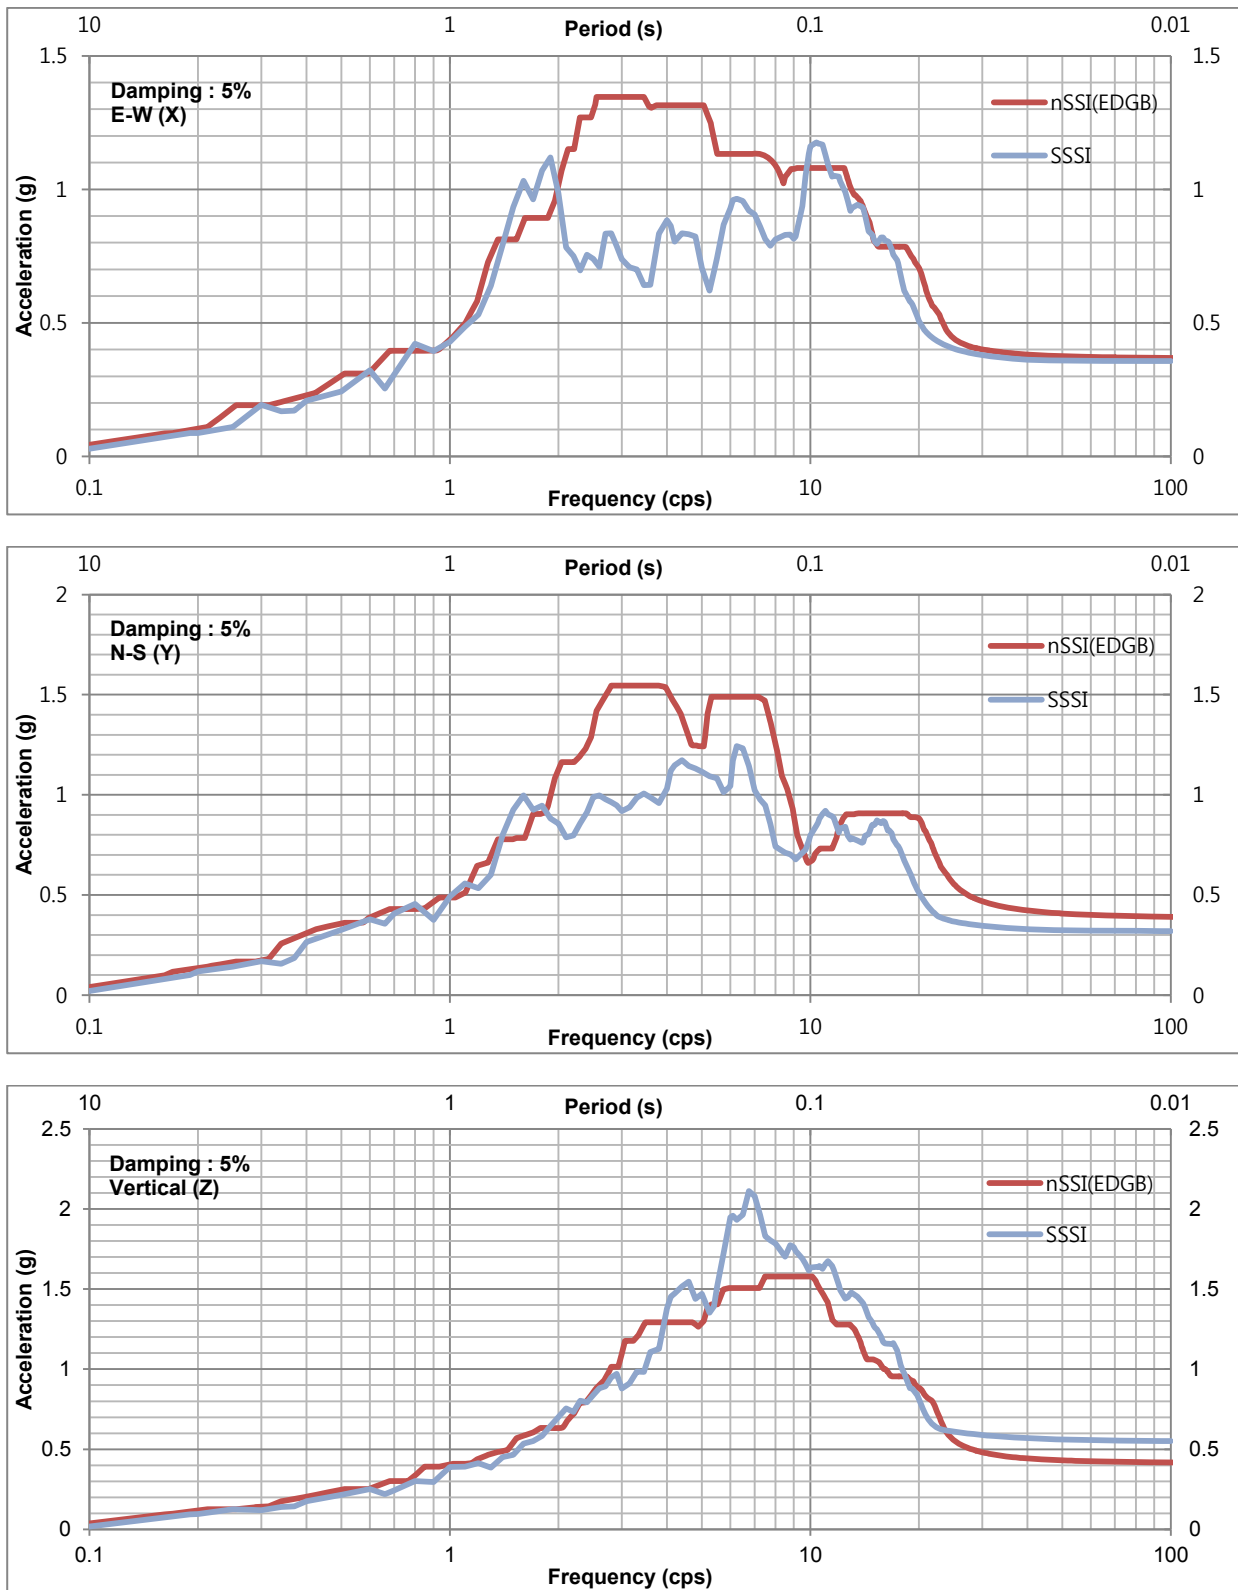 10 1 Period (s) 0.1 0.01
1.5 1.5
Damping : 5%
E-W (X)
nSSI(EDGB)
SSSI
1 1
Acceleration (g)
0.5 0.5
0 0
0.1 1 Frequency (cps) 10 100
10 1 Period (s) 0.1 0.01
2 2
Damping : 5%
N-S (Y)
nSSI(EDGB)
SSSI
1.5 1.5
Acceleration (g)
1 1
0.5 0.5
0 0
0.1 1 Frequency (cps) 10 100
10 1 Period (s) 0.1 0.01
2.5 2.5
Damping : 5%
Vertical (Z)
nSSI(EDGB)
SSSI
2 2
Acceleration (g)
1.5 1.5
1 1
0.5 0.5
0 0
0.1 1 Frequency (cps) 10 100